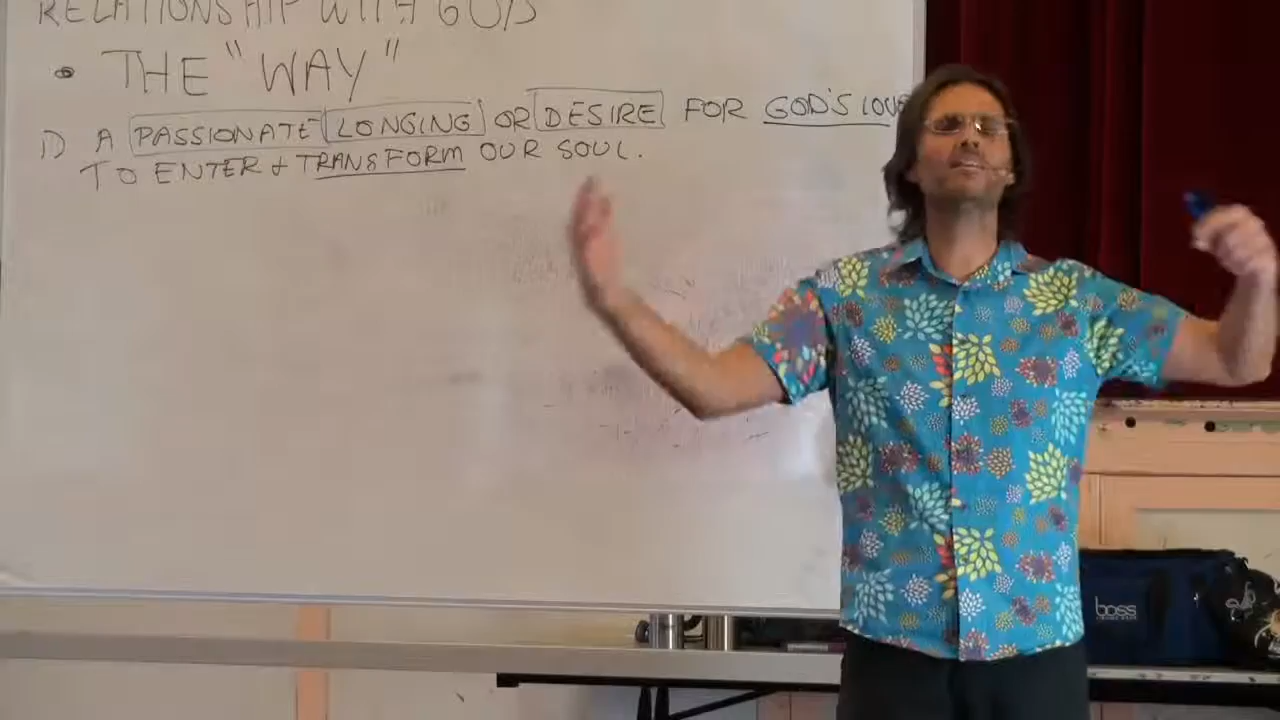 RELATIONSHIP WITH GOD
• THE "WAY"
1) A PASSIONATE LONGING OR DESIRE FOR GOD'S LOVE
TO ENTER & TRANSFORM OUR SOUL.
boss